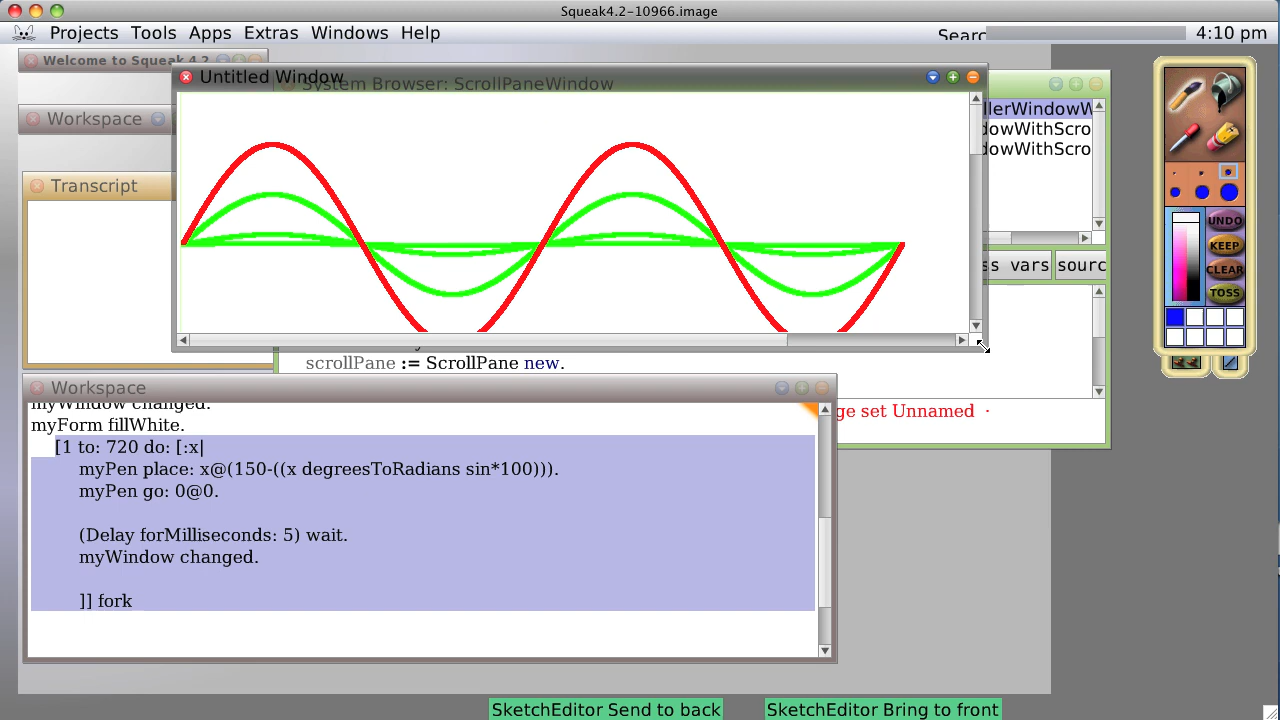 Squeak4.2-10966.image
Projects Tools Apps Extras Windows Help
Searc
4:10 pm
Welcome to Squeak 4.2
Untitled Window
System Browser: ScrollPaneWindow
Workspace
Transcript
llerWindowW
dowWithScro
dowWithScro
ss vars
sourc
UNDO
KEEP
CLEAR
TOSS
scrollPane := ScrollPane new.
ge set Unnamed ·
Workspace
myWindow changed.
myForm fillWhite.
[1 to: 720 do: [:x|
myPen place: x@(150-((x degreesToRadians sin*100))).
myPen go: 0@0.
(Delay forMilliseconds: 5) wait.
myWindow changed.
]] fork
SketchEditor Send to back
SketchEditor Bring to front